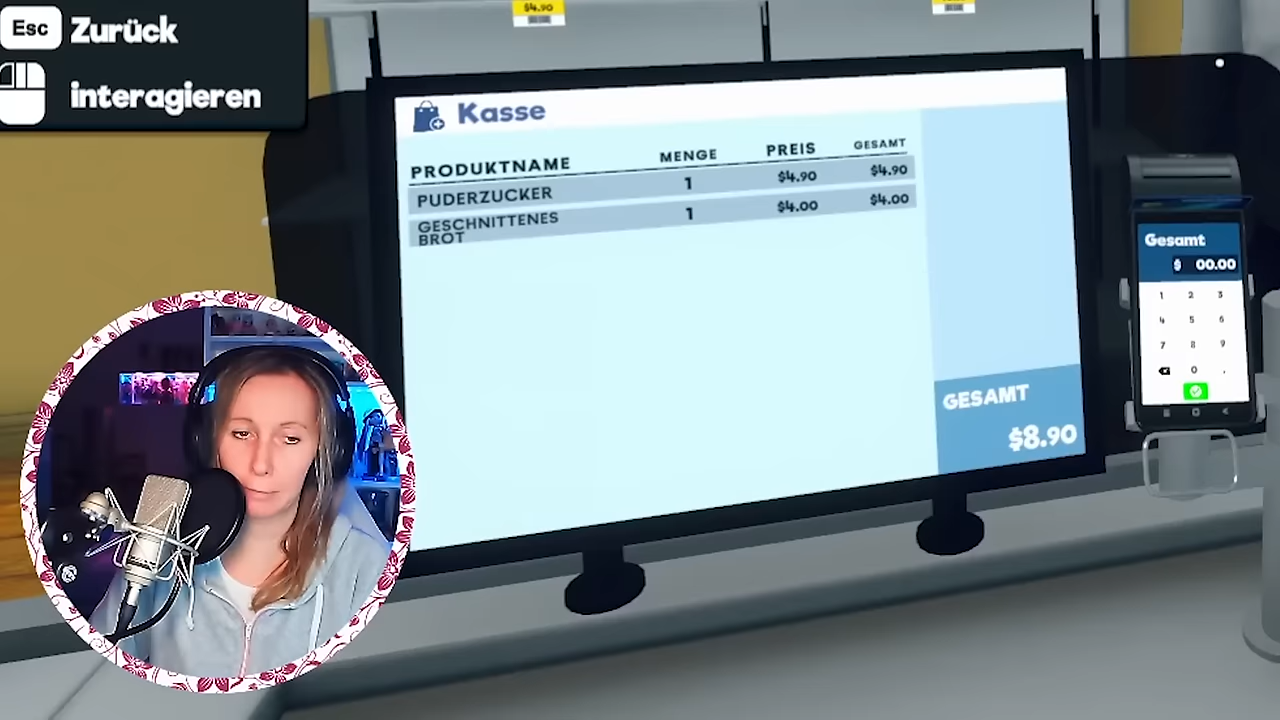 $4.90
Esc Zurück
interagieren
Kasse
PRODUKTNAME MENGE PREIS GESAMT
PUDERZUCKER 1 $4.90 $4.90
GESCHNITTENES
BROT 1 $4.00 $4.00
GESAMT
$8.90
Gesamt
$ 00.00
1 2 3
4 5 6
7 8 9
0 .